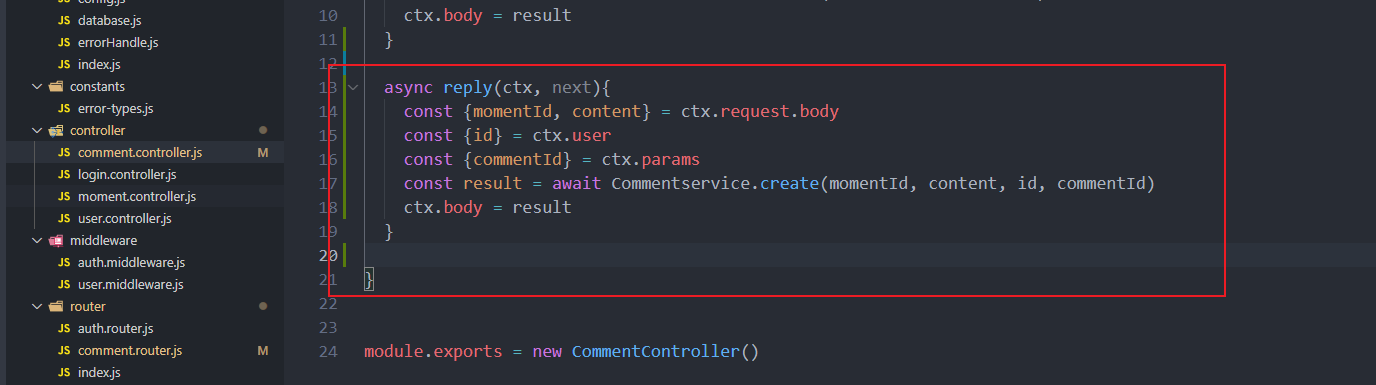 config.js
JS database.js
JS errorHandle.js
JS index.js
constants
JS error-types.js
controller
JS comment.controller.js M
JS login.controller.js
JS moment.controller.js
JS user.controller.js
middleware
JS auth.middleware.js
JS user.middleware.js
router
JS auth.router.js
JS comment.router.js M
JS index.js
10 ctx.body = result
11 }
12
13 async reply(ctx, next){
14 const {momentId, content} = ctx.request.body
15 const {id} = ctx.user
16 const {commentId} = ctx.params
17 const result = await Commentservice.create(momentId, content, id, commentId)
18 ctx.body = result
19 }
20
21 }
22
23
24 module.exports = new CommentController()